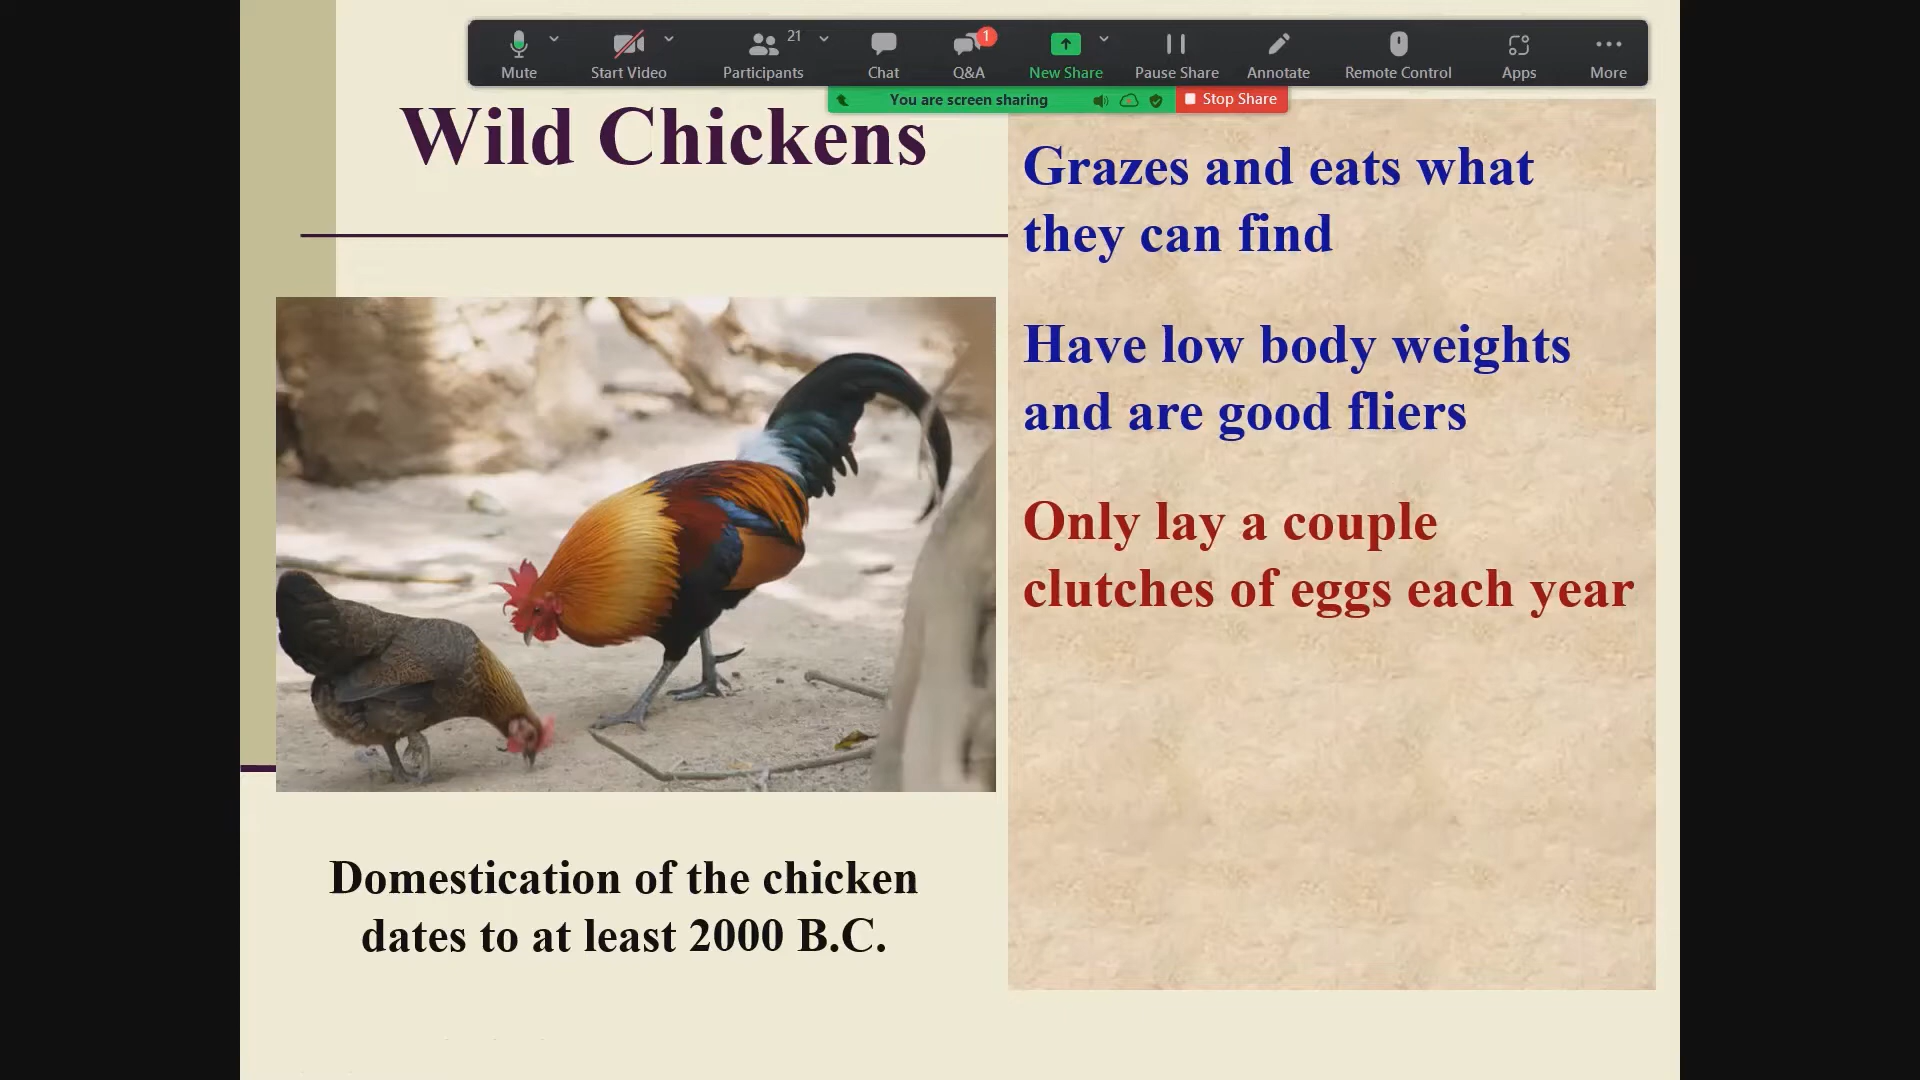 Mute
Start Video
Participants
21
Chat
Q&A
1
New Share
Pause Share
Annotate
Remote Control
Apps
More
You are screen sharing
Stop Share
Wild Chickens
Domestication of the chicken
dates to at least 2000 B.C.
Grazes and eats what
they can find
Have low body weights
and are good fliers
Only lay a couple
clutches of eggs each year